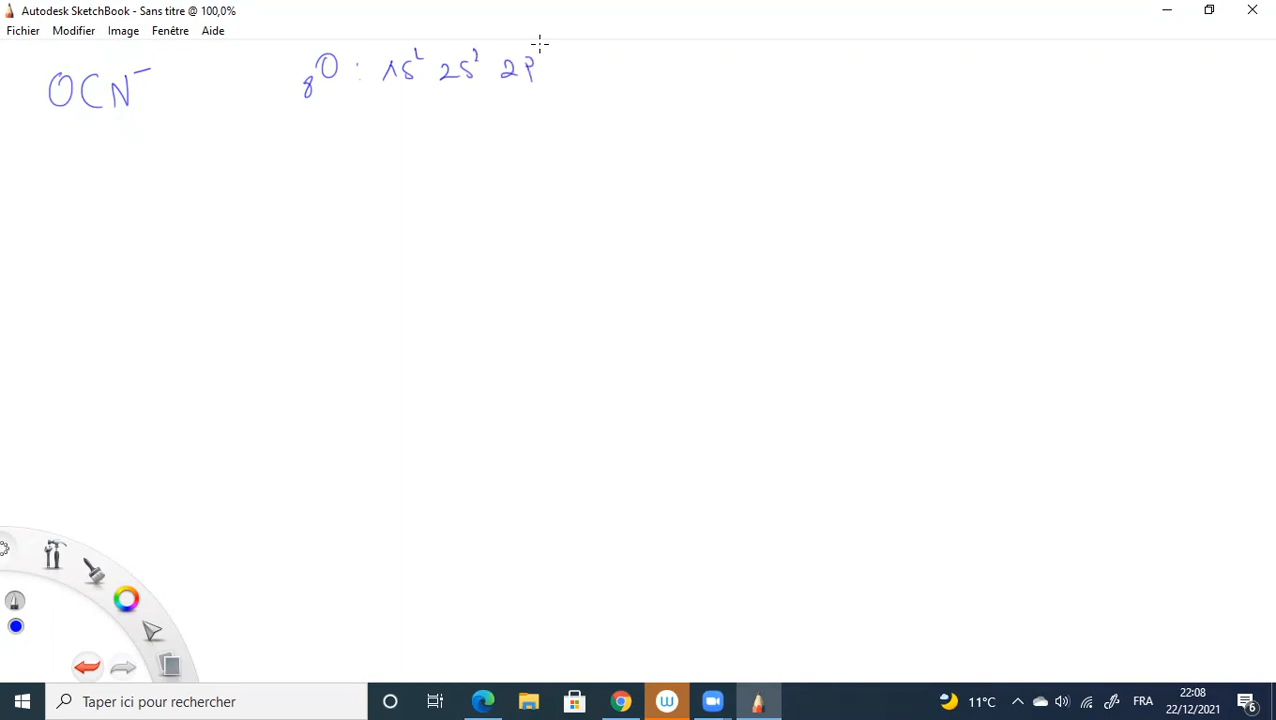 Autodesk SketchBook - Sans titre @ 100,0%
Fichier Modifier Image Fenêtre Aide
OCN⁻ ₈O : 1s² 2s² 2p
Taper ici pour rechercher
W
11°C
FRA
22:08
22/12/2021
6